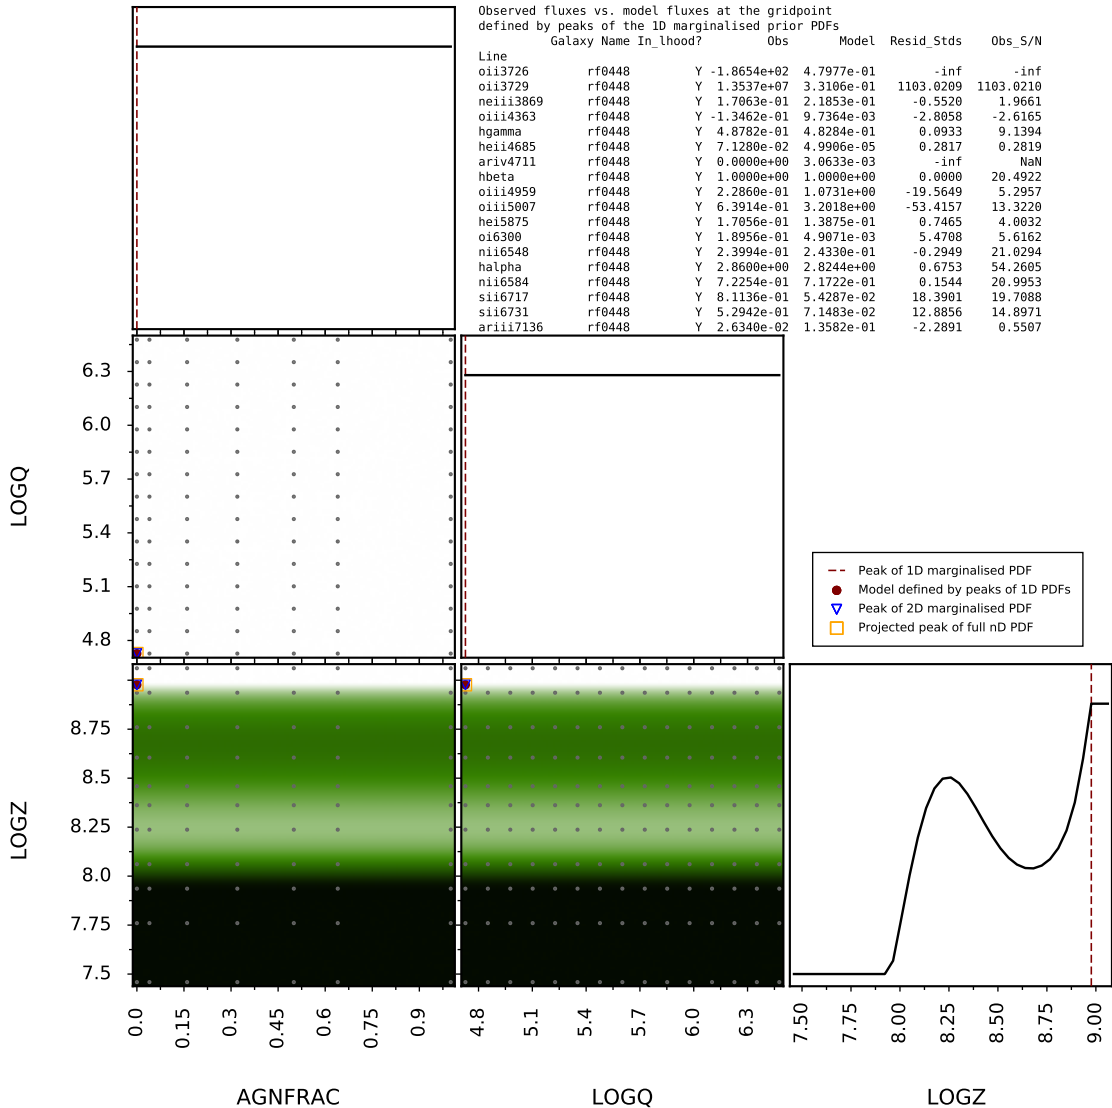 Observed fluxes vs. model fluxes at the gridpoint
defined by peaks of the 1D marginalised prior PDFs
Galaxy Name In_lhood? Obs Model Resid_Stds Obs_S/N
Line
oii3726 rf0448 Y -1.8654e+02 4.7977e-01 -inf -inf
oii3729 rf0448 Y 1.3537e+07 3.3106e-01 1103.0209 1103.0210
neiii3869 rf0448 Y 1.7063e-01 2.1853e-01 -0.5520 1.9661
oiii4363 rf0448 Y -1.3462e-01 9.7364e-03 -2.8058 -2.6165
hgamma rf0448 Y 4.8782e-01 4.8284e-01 0.0933 9.1394
heii4685 rf0448 Y 7.1280e-02 4.9906e-05 0.2817 0.2819
ariv4711 rf0448 Y 0.0000e+00 3.0633e-03 -inf NaN
hbeta rf0448 Y 1.0000e+00 1.0000e+00 0.0000 20.4922
oiii4959 rf0448 Y 2.2860e-01 1.0731e+00 -19.5649 5.2957
oiii5007 rf0448 Y 6.3914e-01 3.2018e+00 -53.4157 13.3220
hei5875 rf0448 Y 1.7056e-01 1.3875e-01 0.7465 4.0032
oi6300 rf0448 Y 1.8956e-01 4.9071e-03 5.4708 5.6162
nii6548 rf0448 Y 2.3994e-01 2.4330e-01 -0.2949 21.0294
halpha rf0448 Y 2.8600e+00 2.8244e+00 0.6753 54.2605
nii6584 rf0448 Y 7.2254e-01 7.1722e-01 0.1544 20.9953
sii6717 rf0448 Y 8.1136e-01 5.4287e-02 18.3901 19.7088
sii6731 rf0448 Y 5.2942e-01 7.1483e-02 12.8856 14.8971
ariii7136 rf0448 Y 2.6340e-02 1.3582e-01 -2.2891 0.5507
LOGQ
6.3
6.0
5.7
5.4
5.1
4.8
Peak of 1D marginalised PDF
Model defined by peaks of 1D PDFs
Peak of 2D marginalised PDF
Projected peak of full nD PDF
LOGZ
8.75
8.5
8.25
8.0
7.75
7.5
0.0 0.15 0.3 0.45 0.6 0.75 0.9
4.8 5.1 5.4 5.7 6.0 6.3
7.50 7.75 8.00 8.25 8.50 8.75 9.00
AGNFRAC LOGQ LOGZ